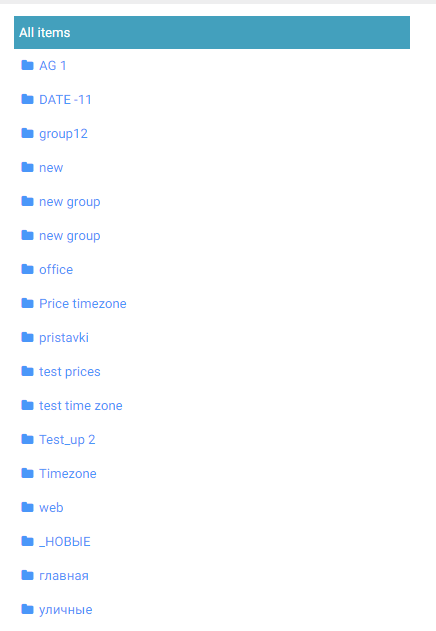 All items
AG 1
DATE -11
group12
new
new group
new group
office
Price timezone
pristavki
test prices
test time zone
Test_up 2
Timezone
web
_НОВЫЕ
главная
уличные